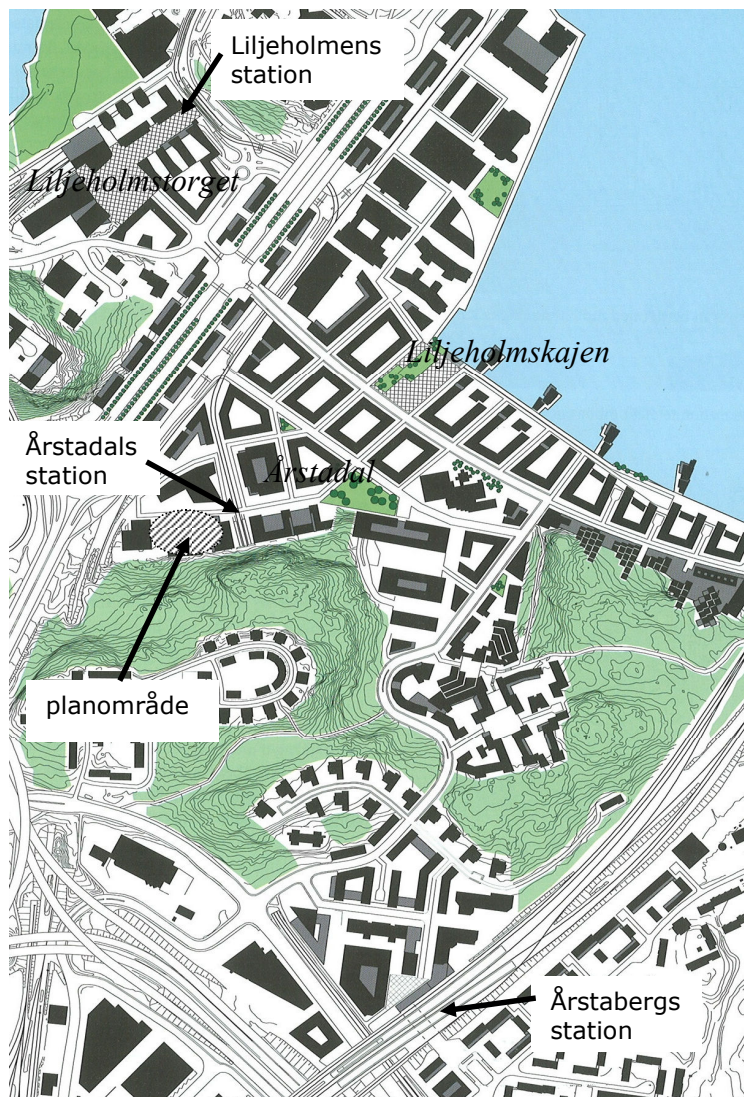 Liljeholmens
station
Liljeholmstorget
Liljeholmskajen
Årstadals
station
Årstadal
planområde
Årstabergs
station